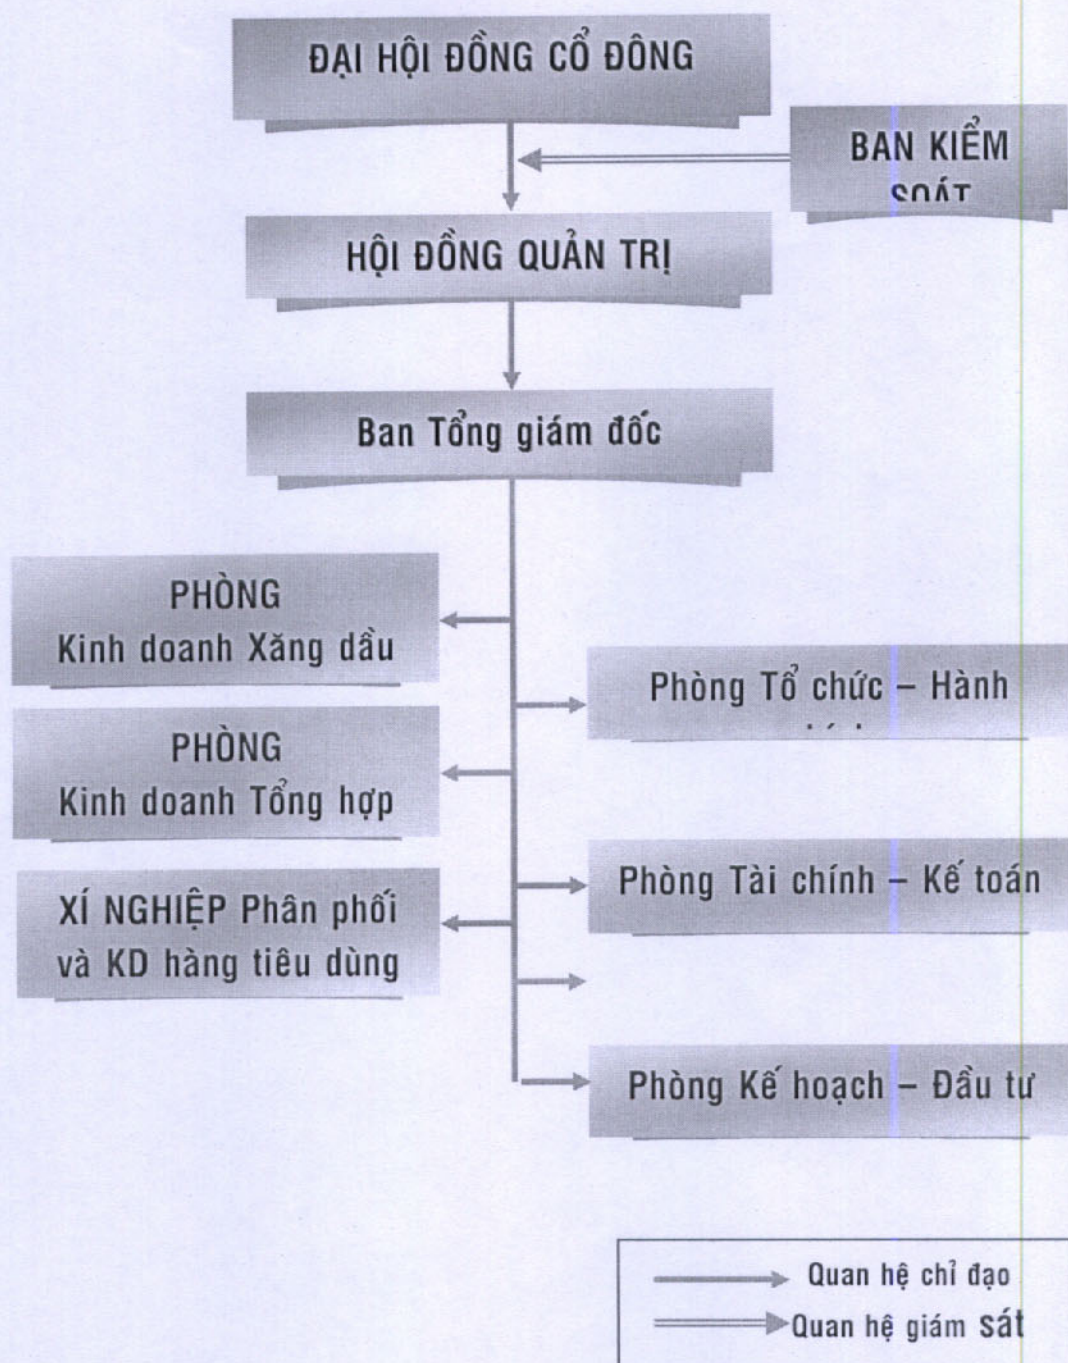 ĐẠI HỘI ĐỒNG CỔ ĐÔNG
BAN KIỂM
SOÁT
HỘI ĐỒNG QUẢN TRỊ
Ban Tổng giám đốc
PHÒNG
Kinh doanh Xăng dầu
Phòng Tổ chức – Hành
PHÒNG
Kinh doanh Tổng hợp
Phòng Tài chính – Kế toán
XÍ NGHIỆP Phân phối
và KD hàng tiêu dùng
Phòng Kế hoạch – Đầu tư
Quan hệ chỉ đạo
Quan hệ giám sát